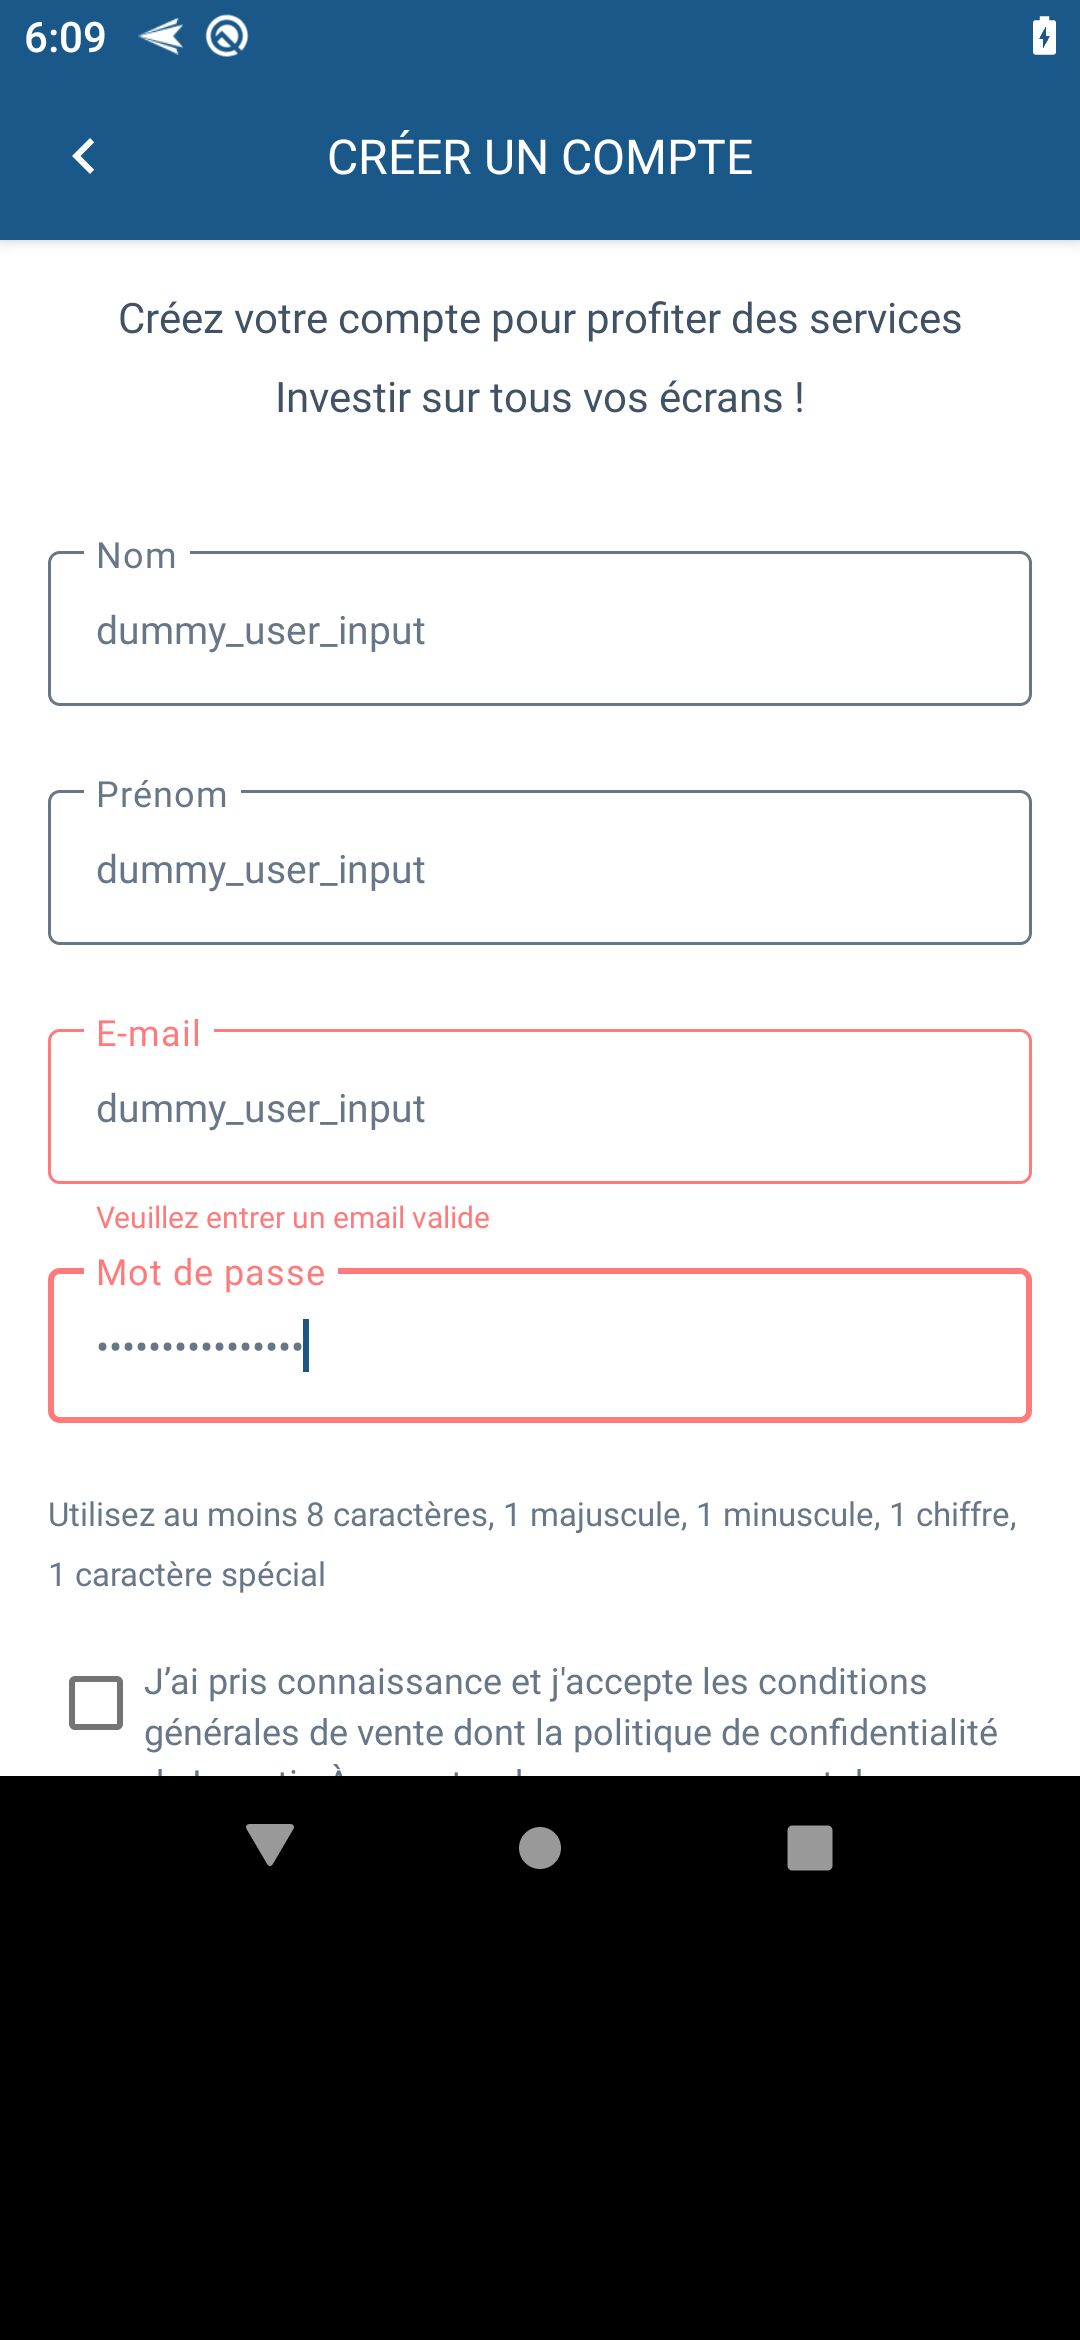 6:09
CRÉER UN COMPTE
Créez votre compte pour profiter des services
Investir sur tous vos écrans !
Nom
dummy_user_input
Prénom
dummy_user_input
E-mail
dummy_user_input
Veuillez entrer un email valide
Mot de passe
••••••••••••••••
Utilisez au moins 8 caractères, 1 majuscule, 1 minuscule, 1 chiffre,
1 caractère spécial
J’ai pris connaissance et j'accepte les conditions
générales de vente dont la politique de confidentialité